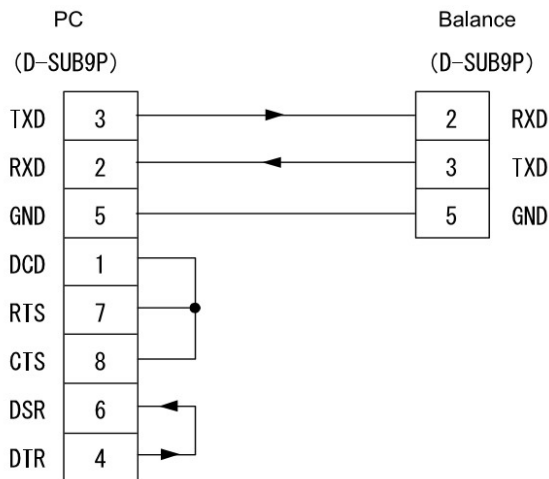 PC Balance
(D-SUB9P) (D-SUB9P)
TXD 3 2 RXD
RXD 2 3 TXD
GND 5 5 GND
DCD 1
RTS 7
CTS 8
DSR 6
DTR 4